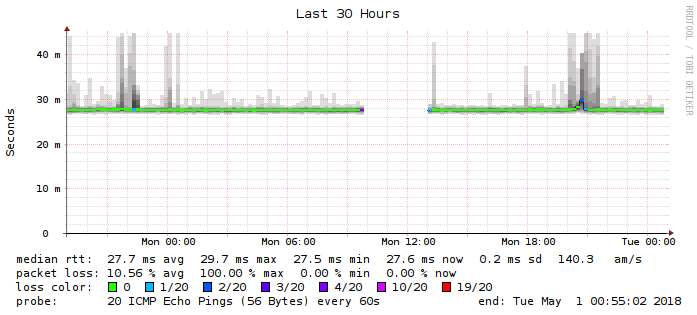 Last 30 Hours
RRDTOOL / TOBI OETIKER
Seconds
40 m
30 m
20 m
10 m
0
Mon 00:00 Mon 06:00 Mon 12:00 Mon 18:00 Tue 00:00
median rtt: 27.7 ms avg 29.7 ms max 27.5 ms min 27.6 ms now 0.2 ms sd 140.3 am/s
packet loss: 10.56 % avg 100.00 % max 0.00 % min 0.00 % now
loss color: 0 1/20 2/20 3/20 4/20 10/20 19/20
probe: 20 ICMP Echo Pings (56 Bytes) every 60s end: Tue May 1 00:55:02 2018